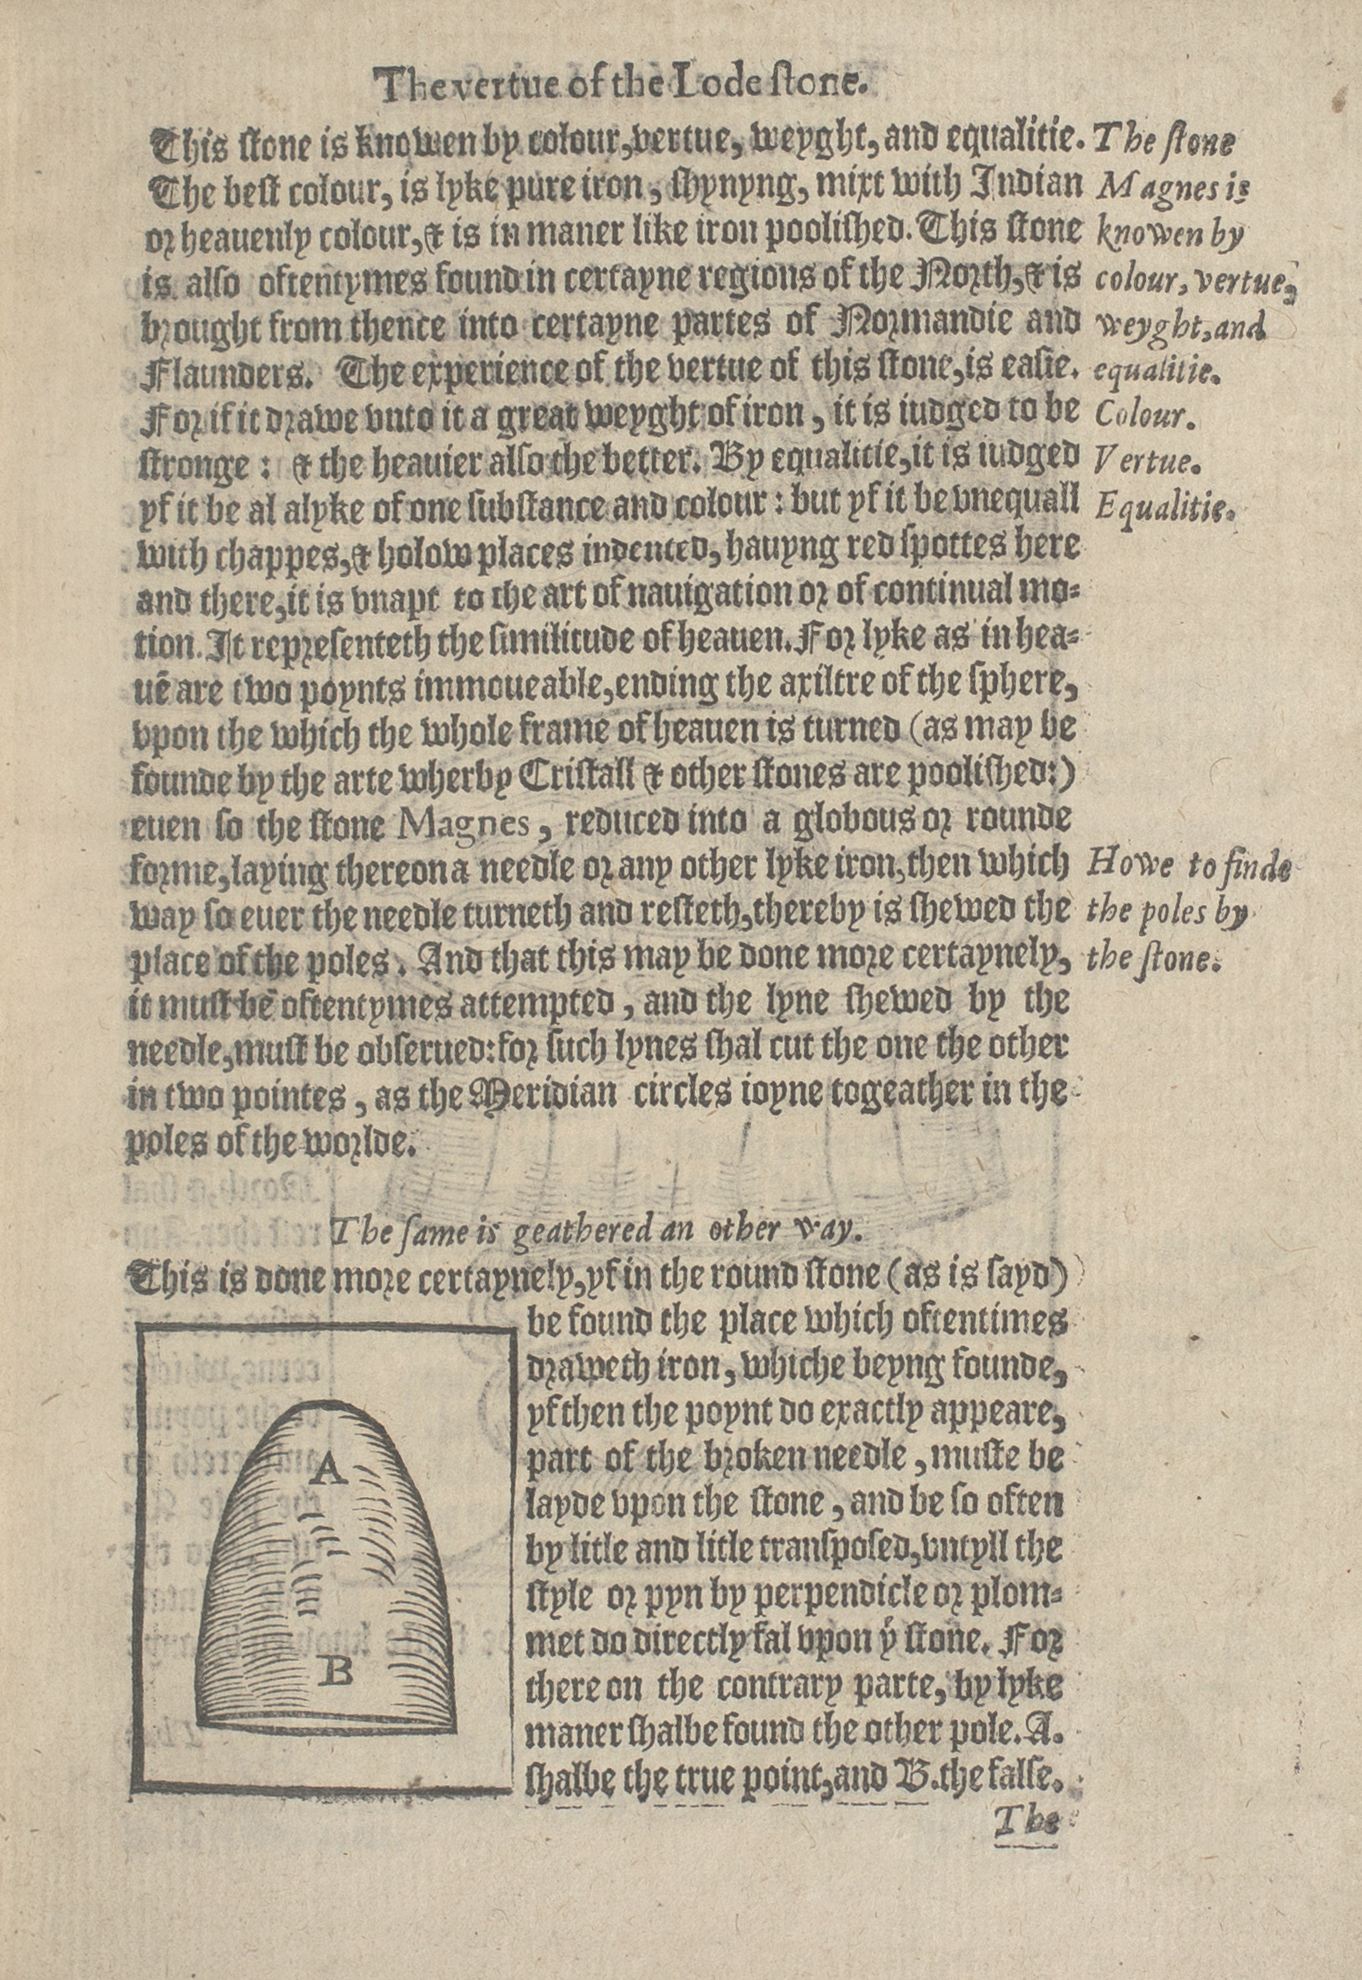 The vertue of the Lode stone.
This stone is knowen by colour, vertue, weyght, and equalitie.
The best colour, is lyke pure iron, shynyng, mixt with Indian
or heauenly colour, & is in maner like iron poolished. This stone
is also oftentymes found in certayne regions of the North, & is
brought from thence into certayne partes of Normandie and
Flaunders. The experience of the vertue of this stone, is easie.
For if it drawe vnto it a great weyght of iron, it is iudged to be
stronge: & the heauier also the better. By equalitie, it is iudged
yf it be al alyke of one substance and colour: but yf it be vnequall
with chappes, & holow places indented, hauyng red spottes here
and there, it is vnapt to the art of nauigation or of continual mo-
tion. It representeth the similitude of heauen. For lyke as in hea-
uē are two poynts immoueable, ending the axiltre of the sphere,
vpon the which the whole frame of heauen is turned (as may be
founde by the arte wherby Cristall & other stones are poolished:)
euen so the stone Magnes, reduced into a globous or rounde
forme, laying thereon a needle or any other lyke iron, then which
way so euer the needle turneth and resteth, thereby is shewed the
place of the poles. And that this may be done more certaynely,
it must be oftentymes attempted, and the lyne shewed by the
needle, must be obserued: for such lynes shal cut the one the other
in two pointes, as the Meridian circles ioyne togeather in the
poles of the worlde.
The stone
Magnes is
knowen by
colour, vertue,
weyght, and
equalitie.
Colour.
Vertue.
Equalitie.
Howe to finde
the poles by
the stone.
The same is geathered an other way.
This is done more certaynely, yf in the round stone (as is sayd)
be found the place which oftentimes
draweth iron, whiche beyng founde,
yf then the poynt do exactly appeare,
part of the broken needle, muste be
layde vpon the stone, and be so often
by litle and litle transposed, vntyll the
style or pyn by perpendicle or plom-
met do directly fal vpon yͤ stone. For
there on the contrary parte, by lyke
maner shalbe found the other pole. A.
shalbe the true point, and B. the false.
A
B
The